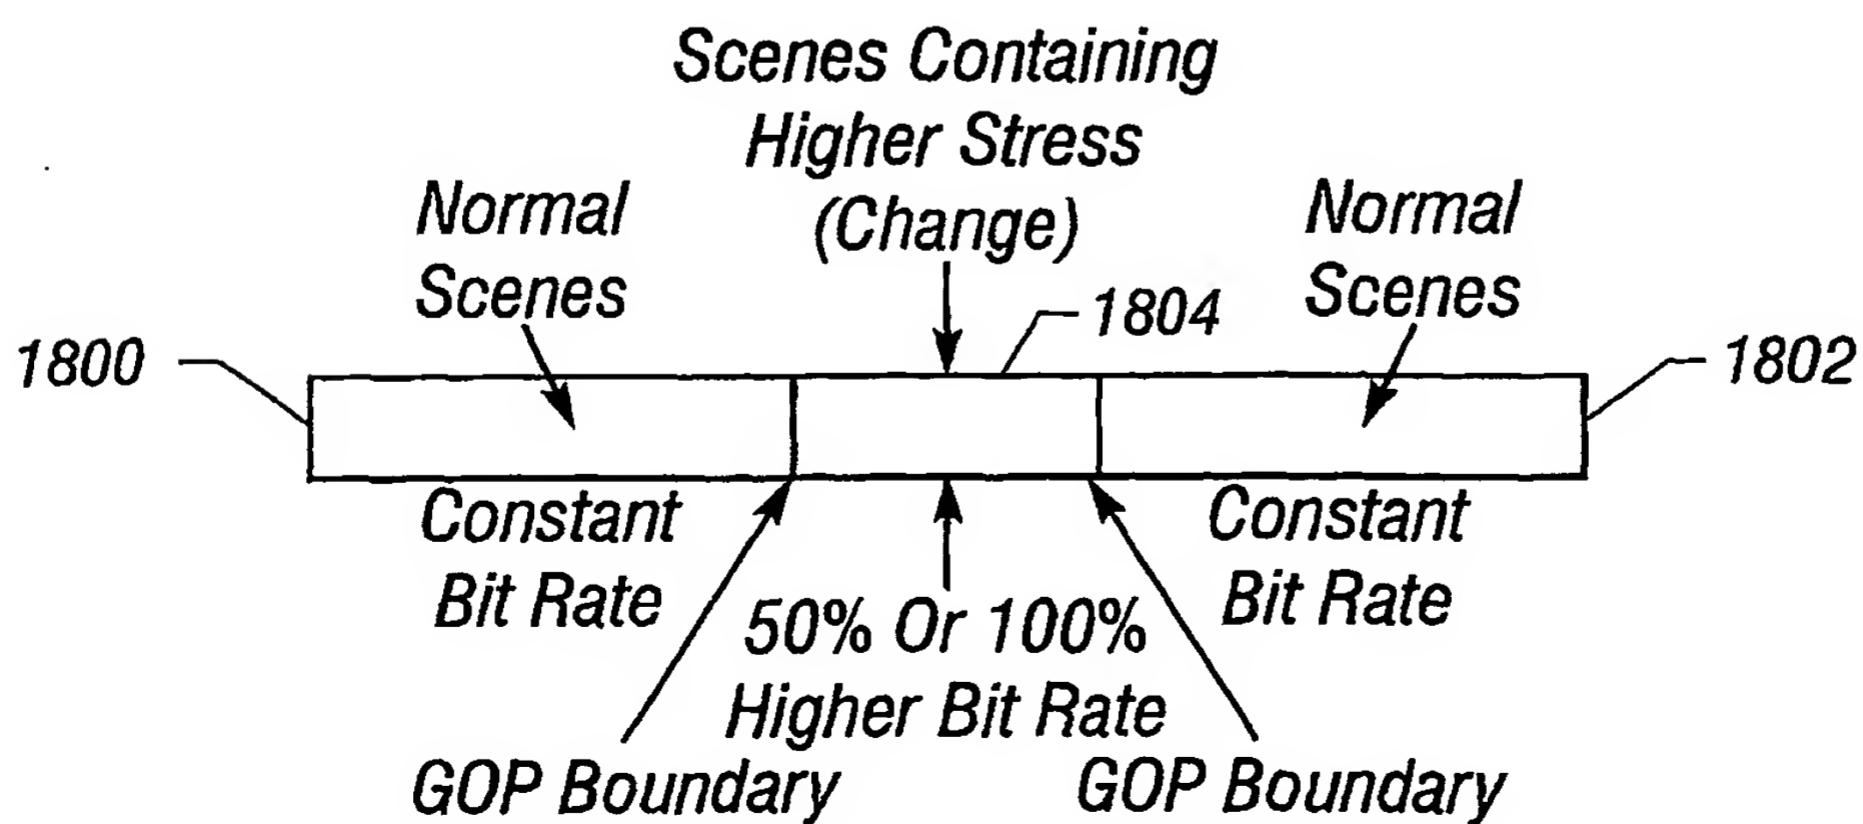 Scenes Containing
Higher Stress
(Change)
Normal
Scenes
Normal
Scenes
1804
1800
1802
Constant
Bit Rate
Constant
Bit Rate
50% Or 100%
Higher Bit Rate
GOP Boundary
GOP Boundary